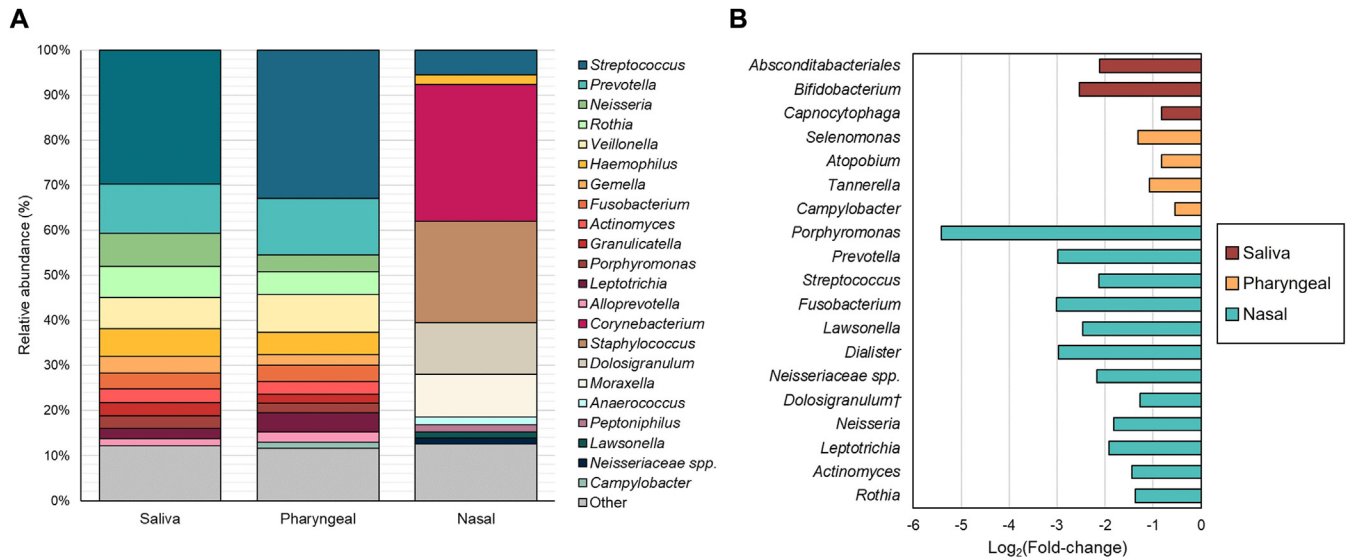 A
100%
90%
80%
70%
60%
50%
40%
30%
20%
10%
0%
Relative abundance (%)
Saliva
Pharyngeal
Nasal
Streptococcus
Prevotella
Neisseria
Rothia
Veillonella
Haemophilus
Gemella
Fusobacterium
Actinomyces
Granulicatella
Porphyromonas
Leptotrichia
Alloprevotella
Corynebacterium
Staphylococcus
Dolosigranulum
Moraxella
Anaerococcus
Peptoniphilus
Lawsonella
Neisseriaceae spp.
Campylobacter
Other
B
Absconditabacteriales
Bifidobacterium
Capnocytophaga
Selenomonas
Atopobium
Tannerella
Campylobacter
Porphyromonas
Prevotella
Streptococcus
Fusobacterium
Lawsonella
Dialister
Neisseriaceae spp.
Dolosigranulum†
Neisseria
Leptotrichia
Actinomyces
Rothia
-6 -5 -4 -3 -2 -1 0
Log₂(Fold-change)
Saliva
Pharyngeal
Nasal